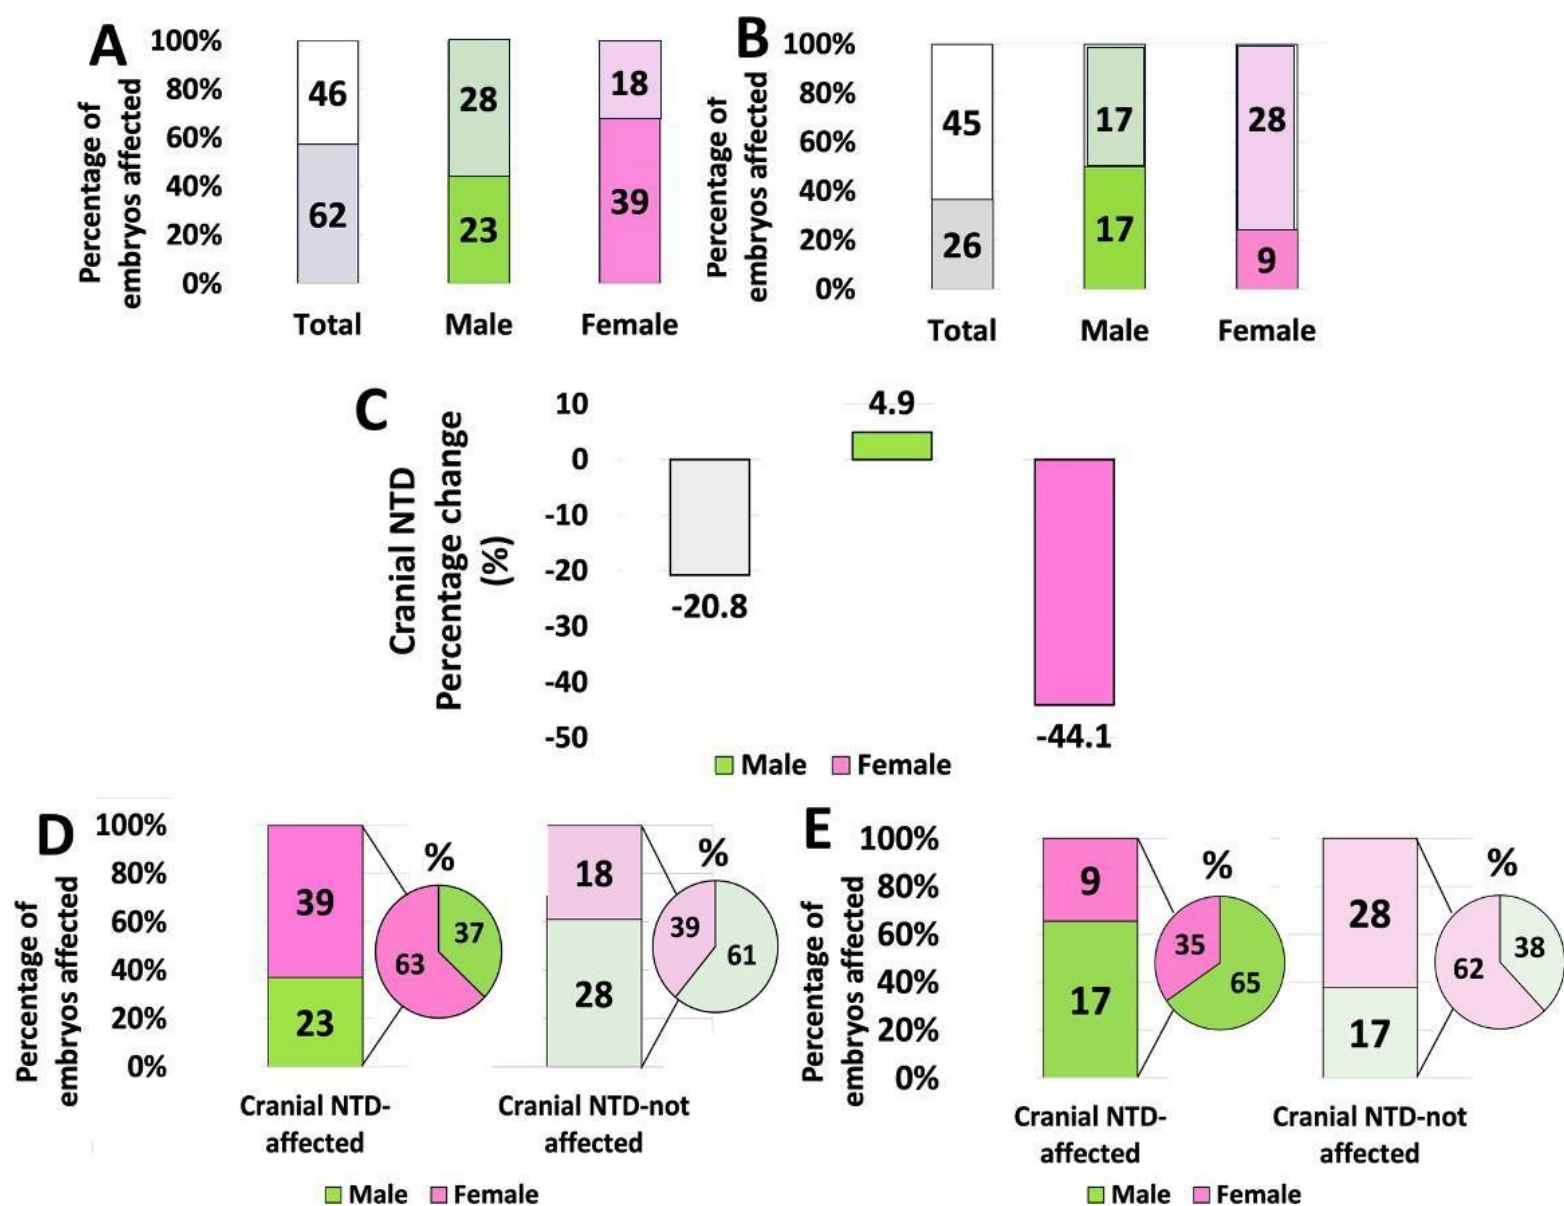 A
Percentage of
embryos affected
100%
80%
60%
40%
20%
0%
46
62
28
23
18
39
Total
Male
Female
B
Percentage of
embryos affected
100%
80%
60%
40%
20%
0%
45
26
17
17
28
9
Total
Male
Female
C
Cranial NTD
Percentage change
(%)
10
0
-10
-20
-30
-40
-50
-20.8
4.9
-44.1
Male
Female
D
Percentage of
embryos affected
100%
80%
60%
40%
20%
0%
39
23
%
37
63
18
28
%
39
61
Cranial NTD-
affected
Cranial NTD-not
affected
Male
Female
E
Percentage of
embryos affected
100%
80%
60%
40%
20%
0%
9
17
%
35
65
28
17
%
38
62
Cranial NTD-
affected
Cranial NTD-not
affected
Male
Female